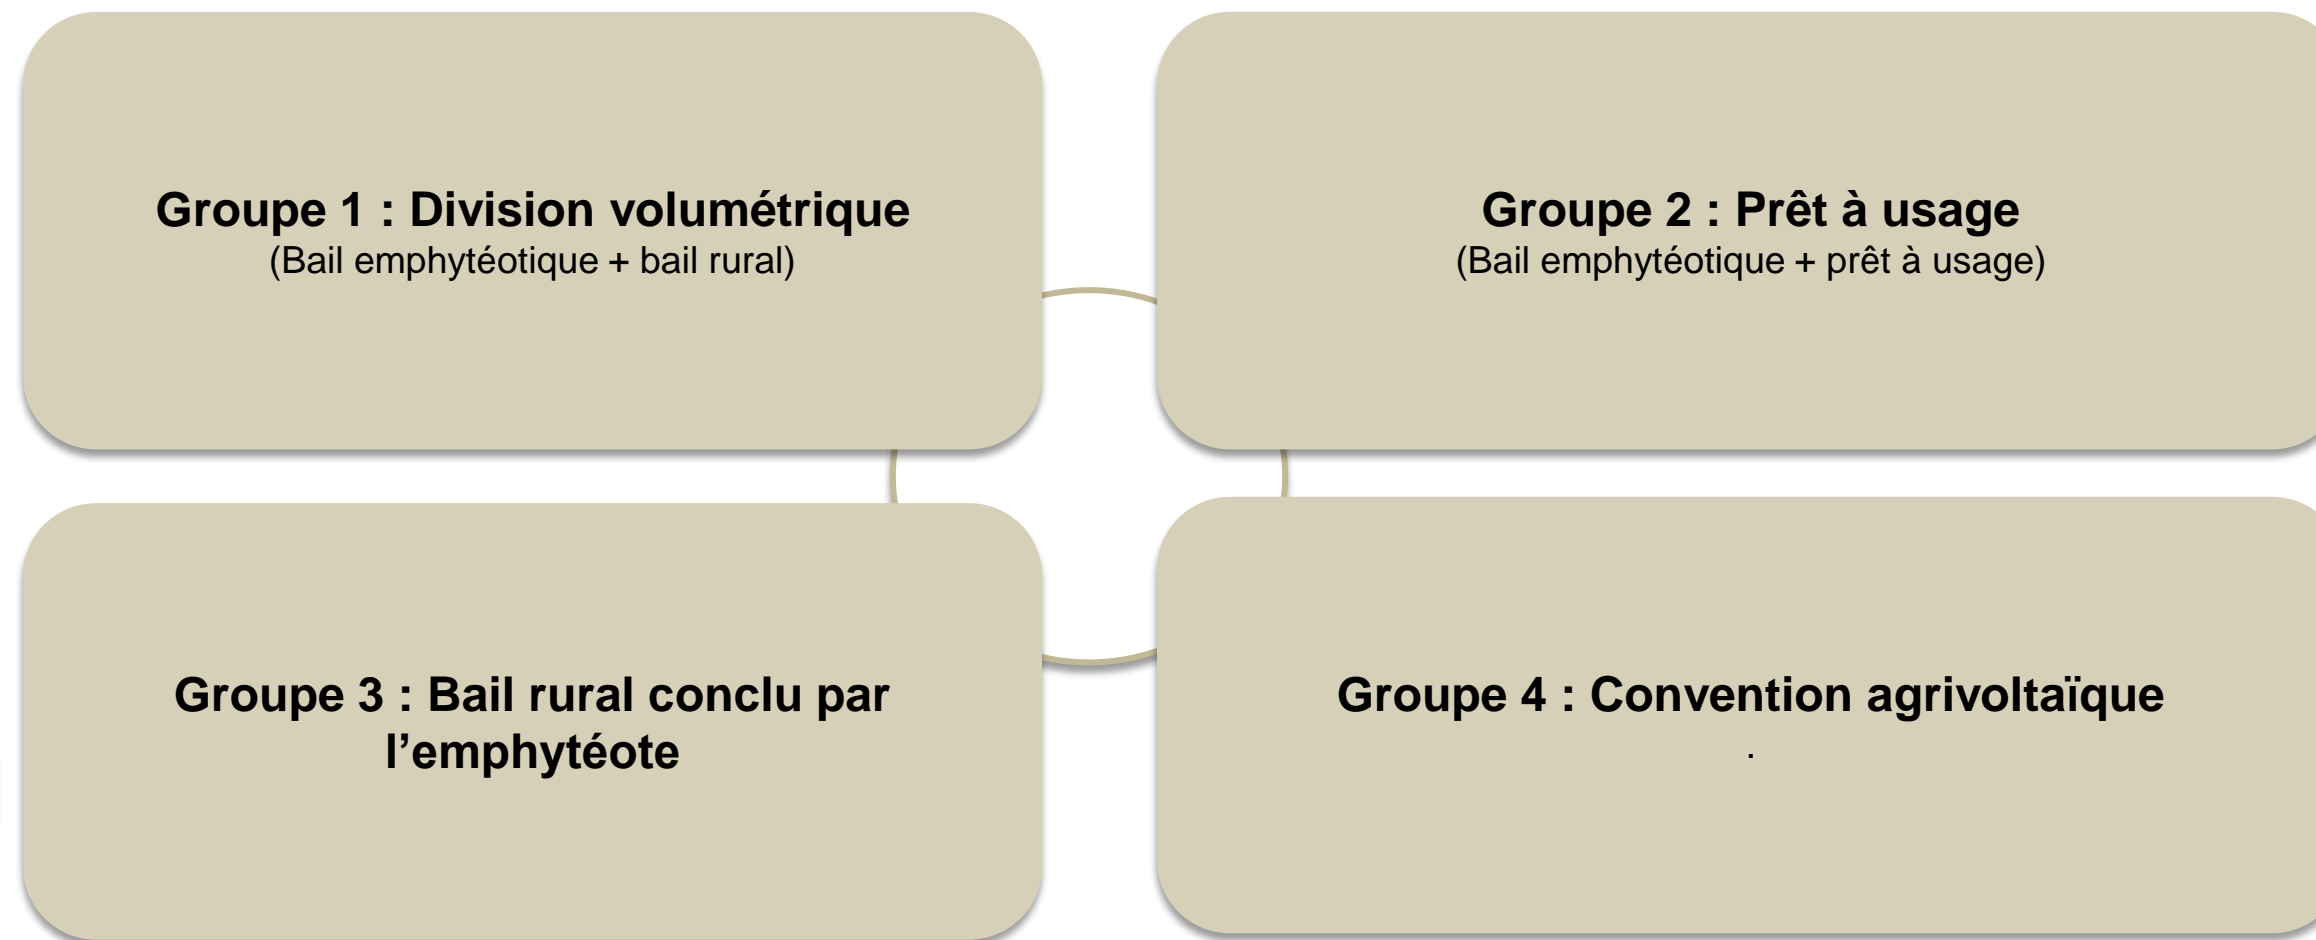 Groupe 1 : Division volumétrique
(Bail emphytéotique + bail rural)
Groupe 2 : Prêt à usage
(Bail emphytéotique + prêt à usage)
Groupe 3 : Bail rural conclu par
l’emphytéote
Groupe 4 : Convention agrivoltaïque
.